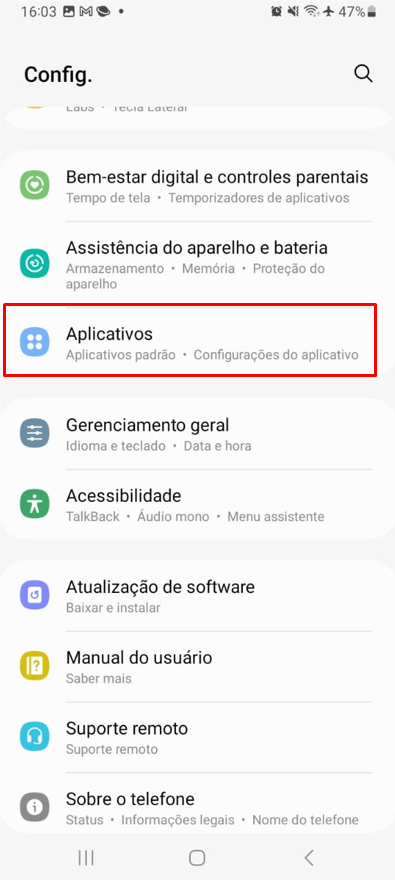 16:03 47%
Config.
Labs • Tecla Lateral
Bem-estar digital e controles parentais
Tempo de tela • Temporizadores de aplicativos
Assistência do aparelho e bateria
Armazenamento • Memória • Proteção do
aparelho
Aplicativos
Aplicativos padrão • Configurações do aplicativo
Gerenciamento geral
Idioma e teclado • Data e hora
Acessibilidade
TalkBack • Áudio mono • Menu assistente
Atualização de software
Baixar e instalar
Manual do usuário
Saber mais
Suporte remoto
Suporte remoto
Sobre o telefone
Status • Informações legais • Nome do telefone